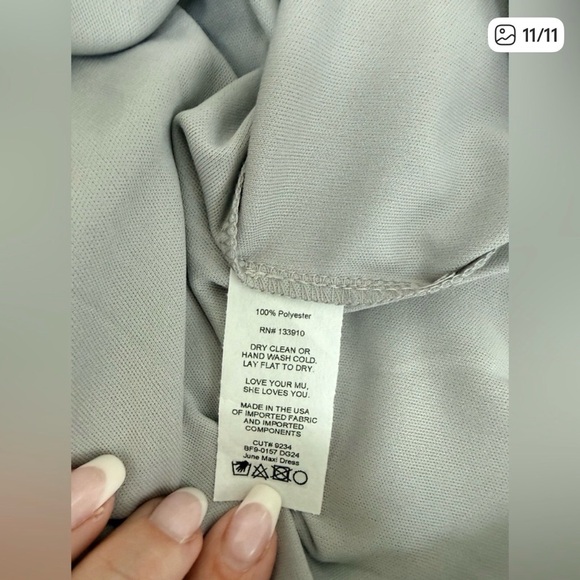 11/11
100% Polyester
RN# 133910
DRY CLEAN OR
HAND WASH COLD.
LAY FLAT TO DRY.
LOVE YOUR MU,
SHE LOVES YOU.
MADE IN THE USA
OF IMPORTED FABRIC
AND IMPORTED
COMPONENTS
CUT# 9234
BF9-0157 DG24
June Maxi Dress